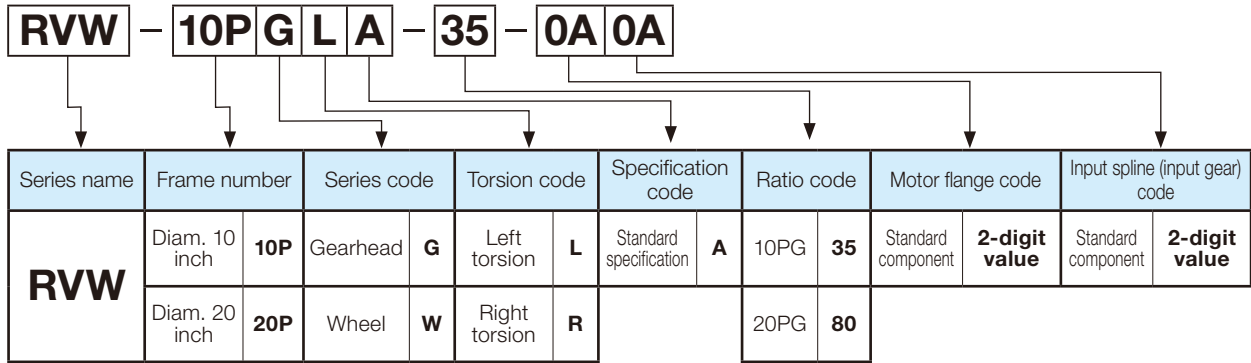 RVW – 10P G L A – 35 – 0A 0A
Series name Frame number Series code Torsion code Specification code Ratio code Motor flange code Input spline (input gear) code
RVW Diam. 10 inch 10P Gearhead G Left torsion L Standard specification A 10PG 35 Standard component 2-digit value Standard component 2-digit value
Diam. 20 inch 20P Wheel W Right torsion R 20PG 80